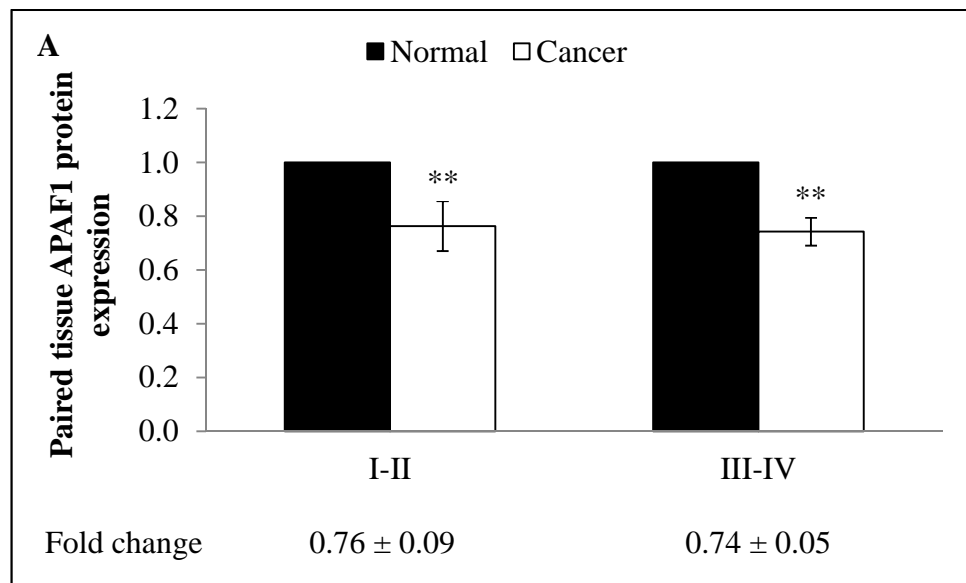 A
Normal Cancer
Paired tissue APAF1 protein
expression
1.2
1.0
0.8
0.6
0.4
0.2
0.0
**
**
I-II III-IV
Fold change 0.76 ± 0.09 0.74 ± 0.05